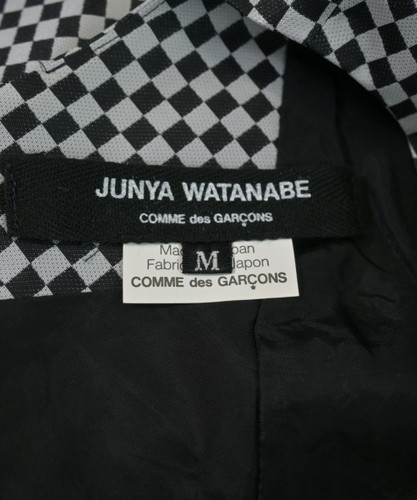 JUNYA WATANABE
COMME des GARÇONS
M
Japon
COMME des GARÇONS